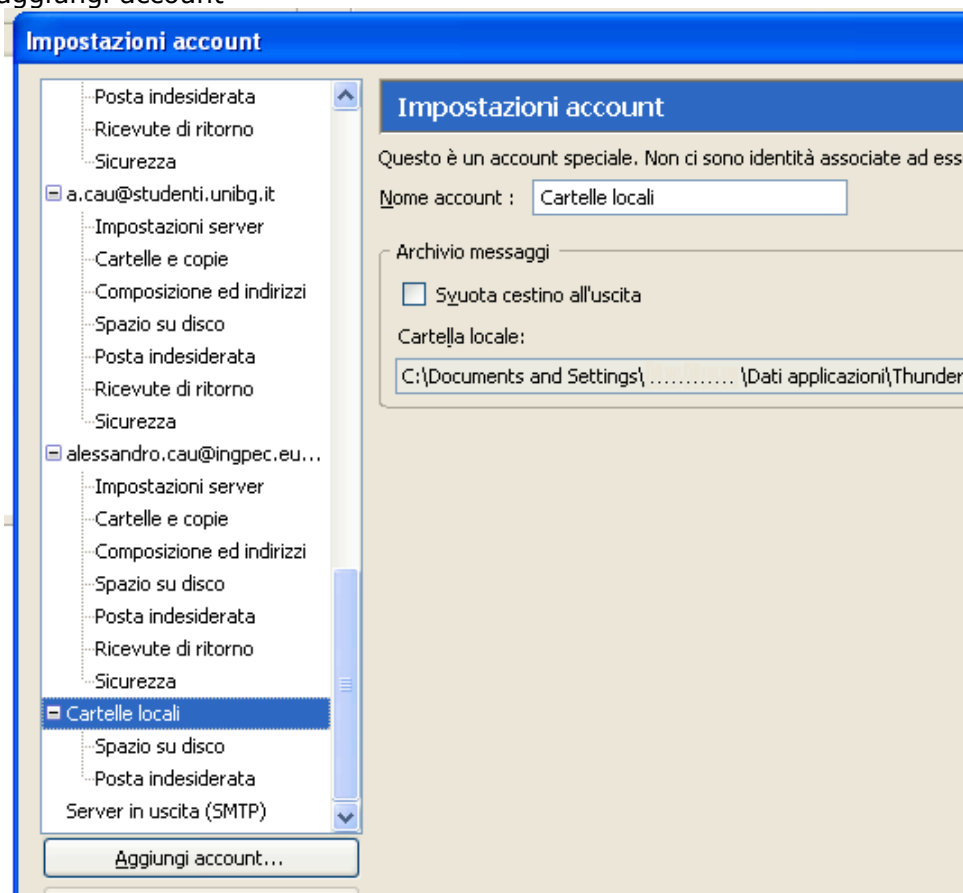 aggiungi account
Impostazioni account
Posta indesiderata
Ricevute di ritorno
Sicurezza
a.cau@studenti.unibg.it
Impostazioni server
Cartelle e copie
Composizione ed indirizzi
Spazio su disco
Posta indesiderata
Ricevute di ritorno
Sicurezza
alessandro.cau@ingpec.eu...
Impostazioni server
Cartelle e copie
Composizione ed indirizzi
Spazio su disco
Posta indesiderata
Ricevute di ritorno
Sicurezza
Cartelle locali
Spazio su disco
Posta indesiderata
Server in uscita (SMTP)
Aggiungi account...
Impostazioni account
Questo è un account speciale. Non ci sono identità associate ad ess
Nome account : Cartelle locali
Archivio messaggi
Svuota cestino all'uscita
Cartella locale:
C:\Documents and Settings\ ............ \Dati applicazioni\Thunder